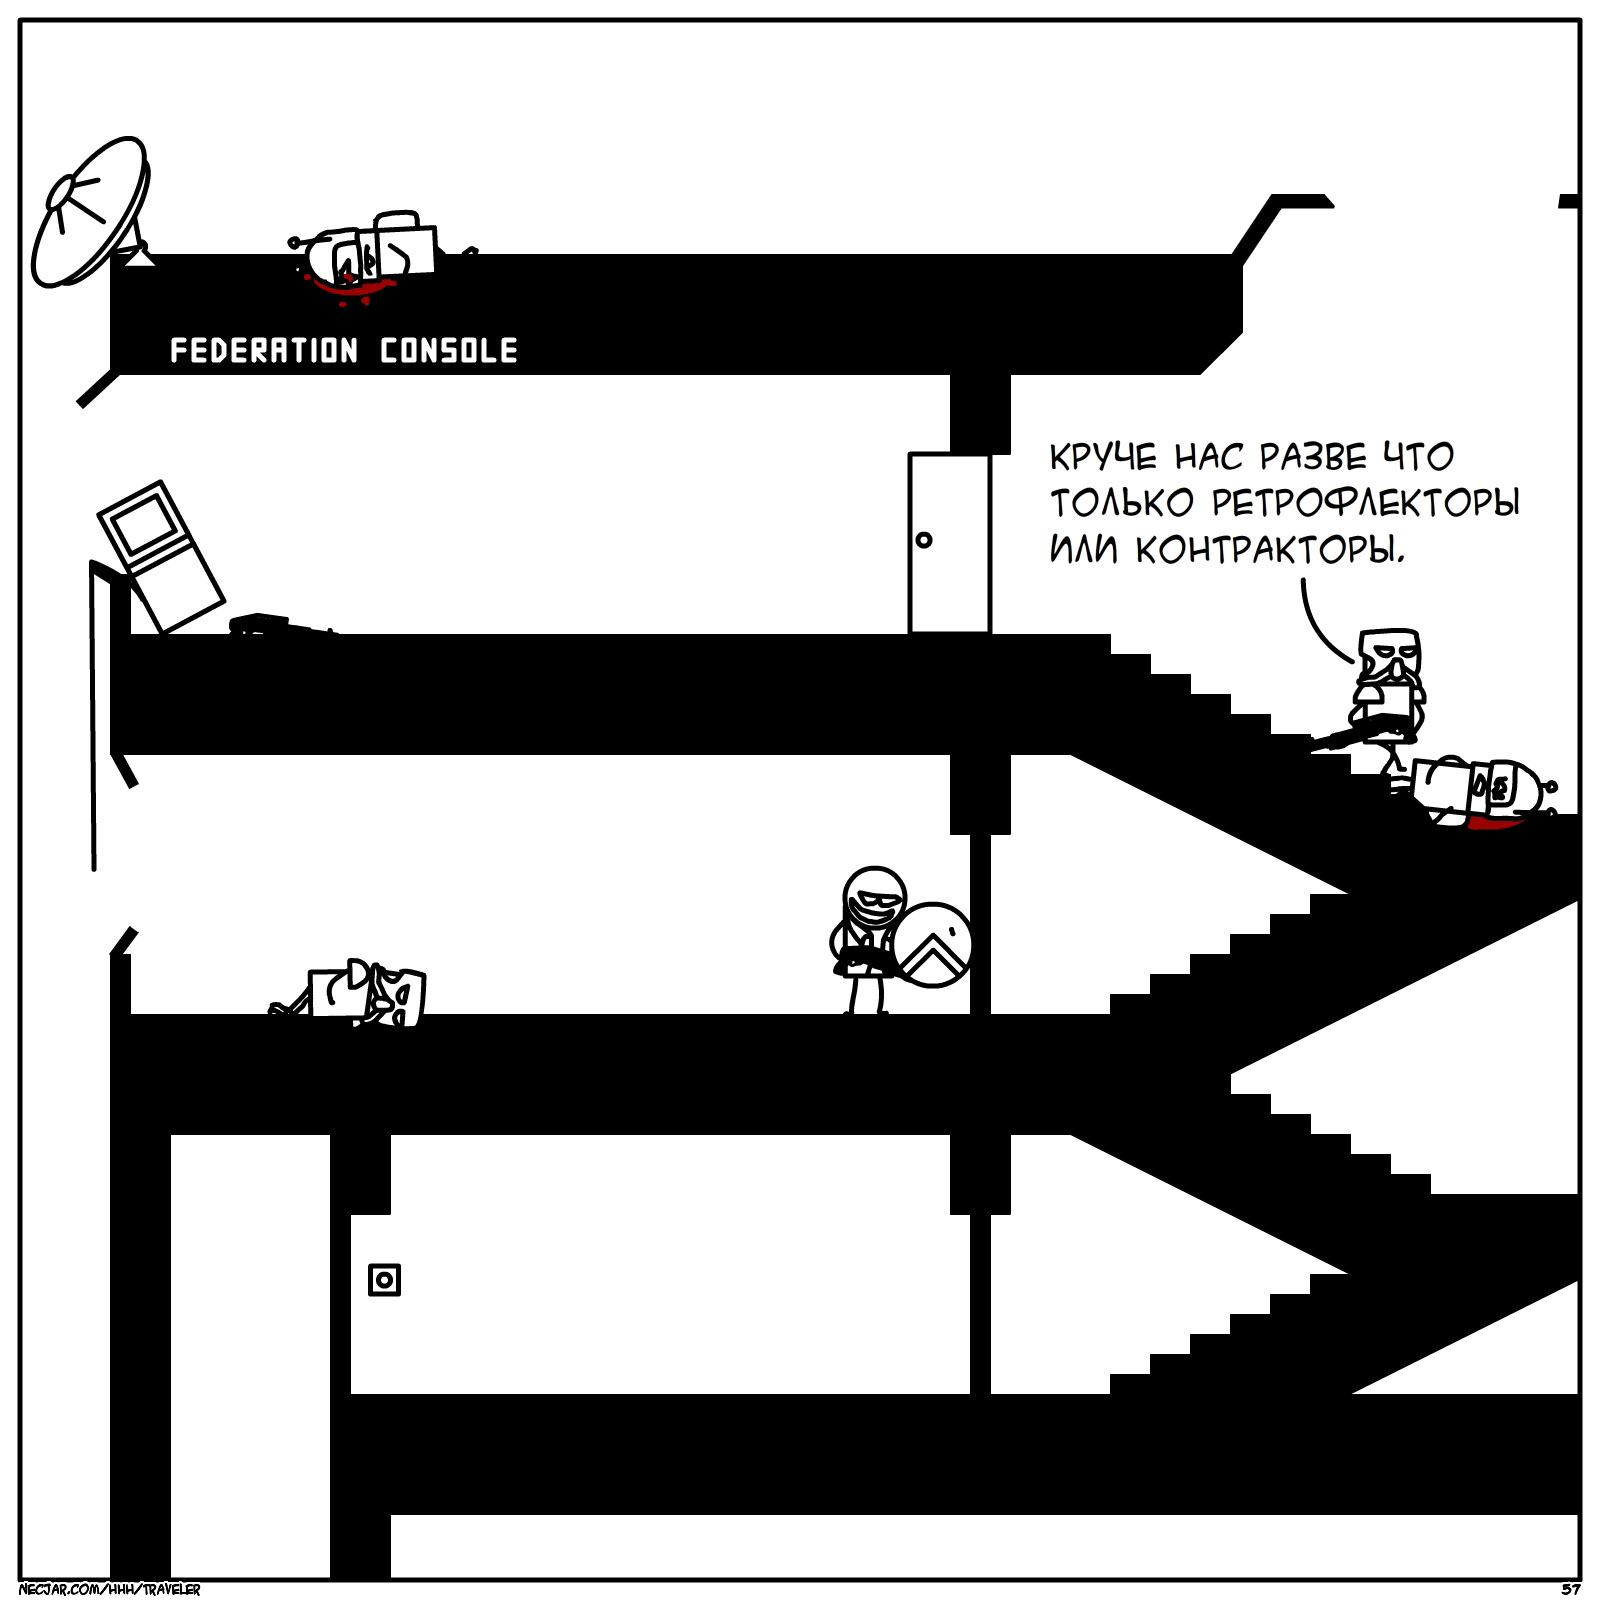 FEDERATION CONSOLE
КРУЧЕ НАС РАЗВЕ ЧТО
ТОЛЬКО РЕТРОФЛЕКТОРЫ
ИЛИ КОНТРАКТОРЫ.
NECJAR.COM/HHH/TRAVELER
57